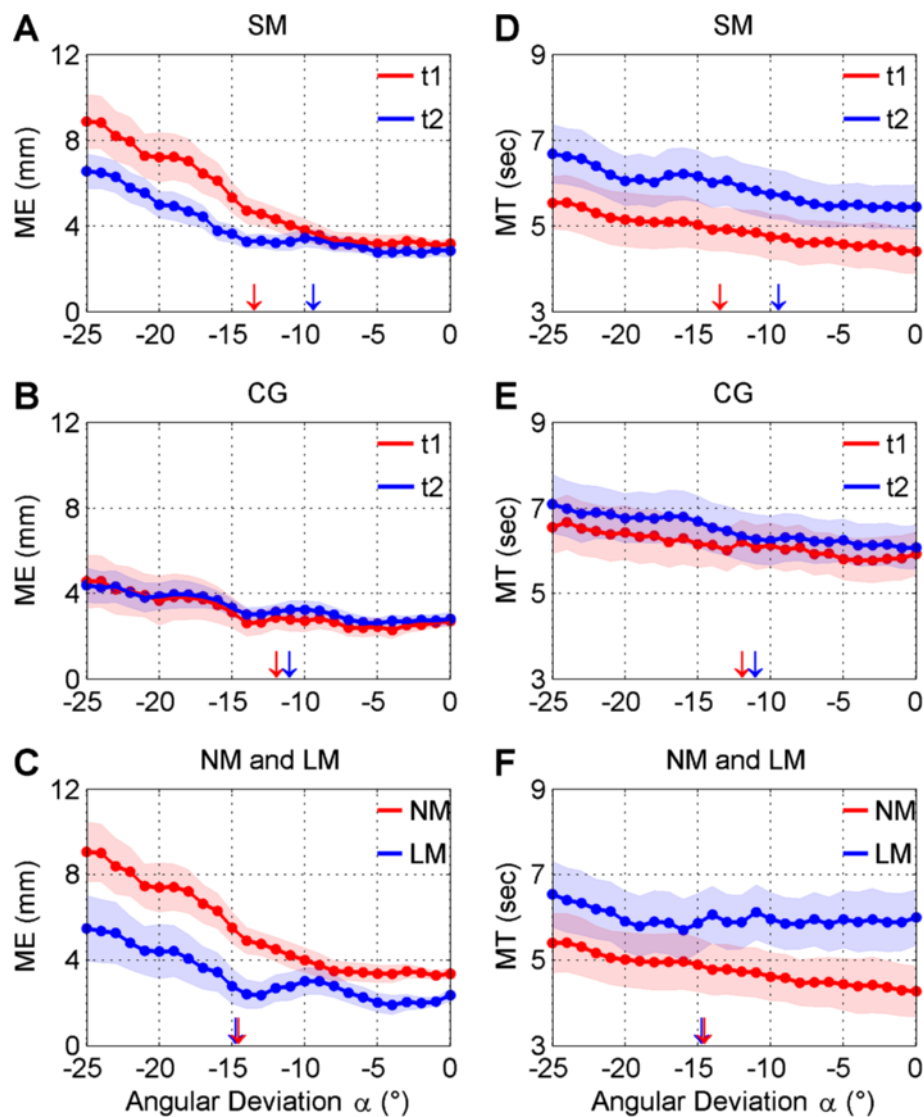 A SM
12
8
4
0
ME (mm)
t1
t2
-25 -20 -15 -10 -5 0
D SM
9
7
5
3
MT (sec)
t1
t2
-25 -20 -15 -10 -5 0
B CG
12
8
4
0
ME (mm)
t1
t2
-25 -20 -15 -10 -5 0
E CG
9
7
5
3
MT (sec)
t1
t2
-25 -20 -15 -10 -5 0
C NM and LM
12
8
4
0
ME (mm)
NM
LM
-25 -20 -15 -10 -5 0
Angular Deviation α (°)
F NM and LM
9
7
5
3
MT (sec)
NM
LM
-25 -20 -15 -10 -5 0
Angular Deviation α (°)